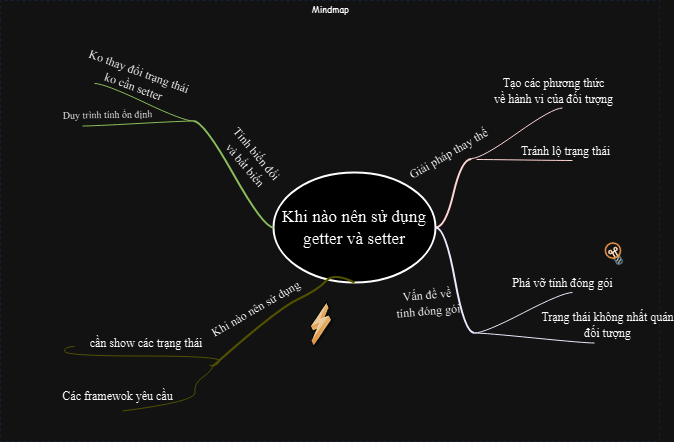 Mindmap
Ko thay đổi trạng thái
ko cần setter
Duy trình tính ổn định
Tính biến đổi
và bất biến
Giải pháp thay thế
Tạo các phương thức
về hành vi của đối tượng
Tránh lộ trạng thái
Khi nào nên sử dụng
getter và setter
Vấn đề về
tính đóng gói
Phá vỡ tính đóng gói
Trạng thái không nhất quán
đối tượng
Khi nào nên sử dụng
cần show các trạng thái
Các framewok yêu cầu